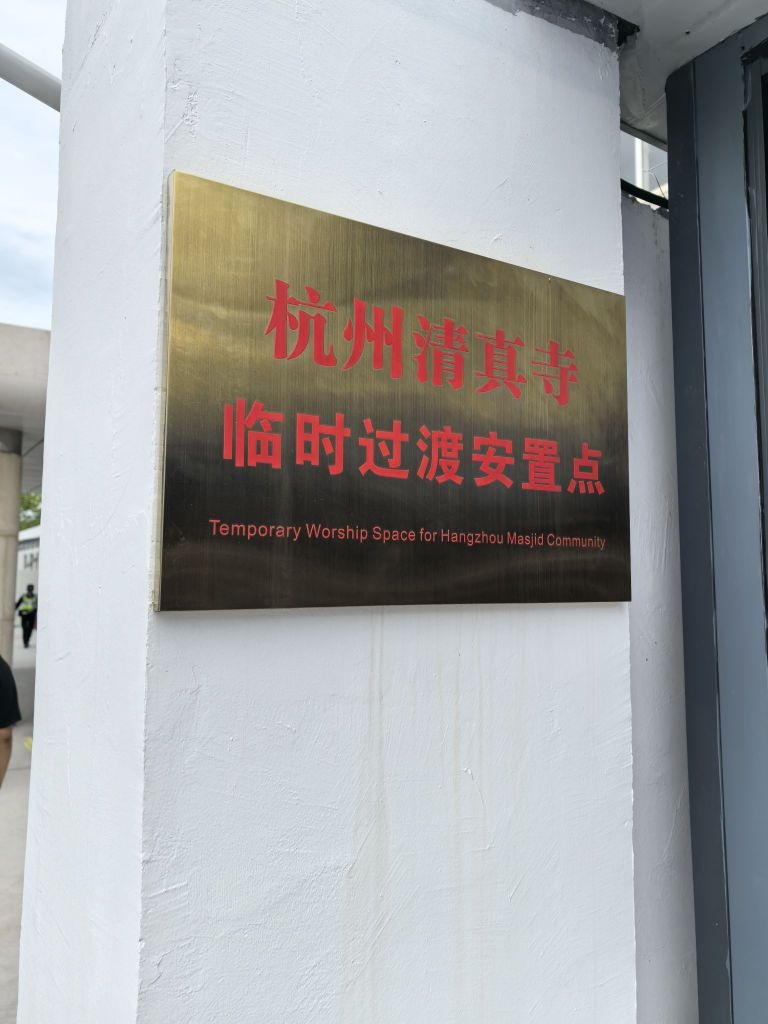 杭州清真寺
临时过渡安置点
Temporary Worship Space for Hangzhou Masjid Community